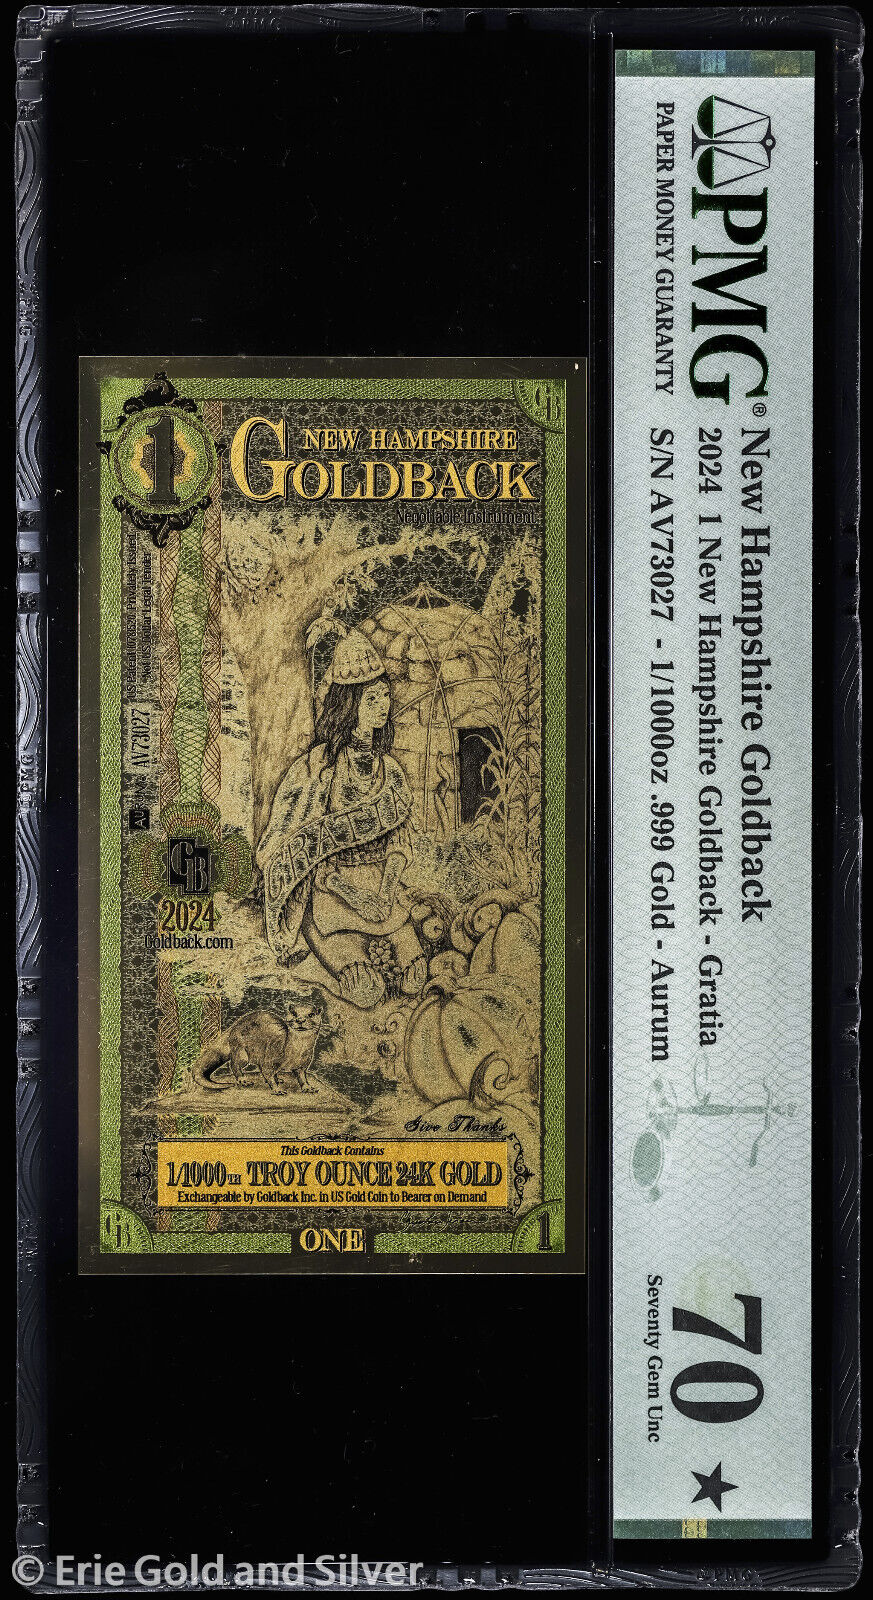 PMG®
PAPER MONEY GUARANTY
New Hampshire Goldback
2024 1 New Hampshire Goldback - Gratia
S/N AV73027 - 1/1000oz .999 Gold - Aurum
70 ★
Seventy Gem Unc
1
GB
NEW HAMPSHIRE
GOLDBACK
Negotiable Instrument
AV73027
GRATIA
GB
2024
Goldback.com
Give Thanks
This Goldback Contains
1/1000TH TROY OUNCE 24K GOLD
Exchangeable by Goldback Inc. in US Gold Coin to Bearer on Demand
GB
ONE
1
© Erie Gold and Silver